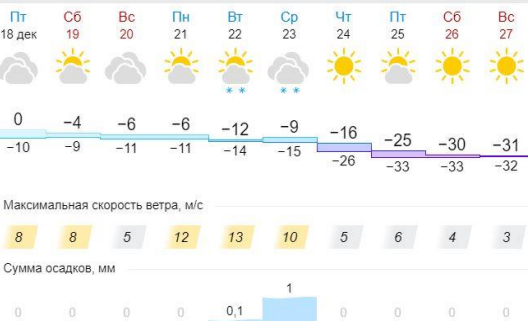 Пт Сб Вс Пн Вт Ср Чт Пт Сб Вс
18 дек 19 20 21 22 23 24 25 26 27
0 −4 −6 −6 −12 −9 −16 −25 −30 −31
−10 −9 −11 −11 −14 −15 −26 −33 −33 −32
Максимальная скорость ветра, м/с
8 8 5 12 13 10 5 6 4 3
Сумма осадков, мм
0 0 0 0 0,1 1 0 0 0 0